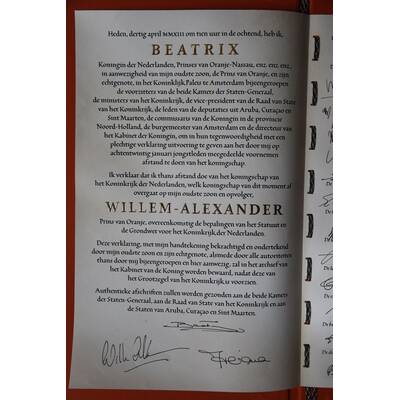 Heden, dertig april MMXIII om tien uur in de ochtend, heb ik,
BEATRIX
Koningin der Nederlanden, Prinses van Oranje-Nassau, enz. enz. enz.,
in aanwezigheid van mijn oudste zoon, de Prins van Oranje, en zijn
echtgenote, in het Koninklijk Paleis te Amsterdam bijeengeroepen
de voorzitters van de beide Kamers der Staten-Generaal,
de ministers van het Koninkrijk, de vice-president van de Raad van State
van het Koninkrijk, de leden van de deputaties uit Aruba, Curaçao en
Sint Maarten, de commissaris van de Koningin in de provincie
Noord-Holland, de burgemeester van Amsterdam en de directeur van
het Kabinet der Koningin, om in hun tegenwoordigheid met een
plechtige verklaring uitvoering te geven aan het door mij op
achtentwintig januari jongstleden meegedeelde voornemen
afstand te doen van het koningschap.
Ik verklaar dat ik thans afstand doe van het koningschap van
het Koninkrijk der Nederlanden, welk koningschap van dit moment af
overgaat op mijn oudste zoon en opvolger,
WILLEM-ALEXANDER
Prins van Oranje, overeenkomstig de bepalingen van het Statuut en
de Grondwet voor het Koninkrijk der Nederlanden.
Deze verklaring, met mijn handtekening bekrachtigd en ondertekend
door mijn oudste zoon en zijn echtgenote, alsmede door alle autoriteiten
thans door mij bijeengeroepen en hier aanwezig, zal in het archief van
het Kabinet van de Koning worden bewaard, nadat deze van
het Grootzegel van het Koninkrijk is voorzien.
Authentieke afschriften zullen worden gezonden aan de beide Kamers
der Staten-Generaal, aan de Raad van State van het Koninkrijk en aan
de Staten van Aruba, Curaçao en Sint Maarten.